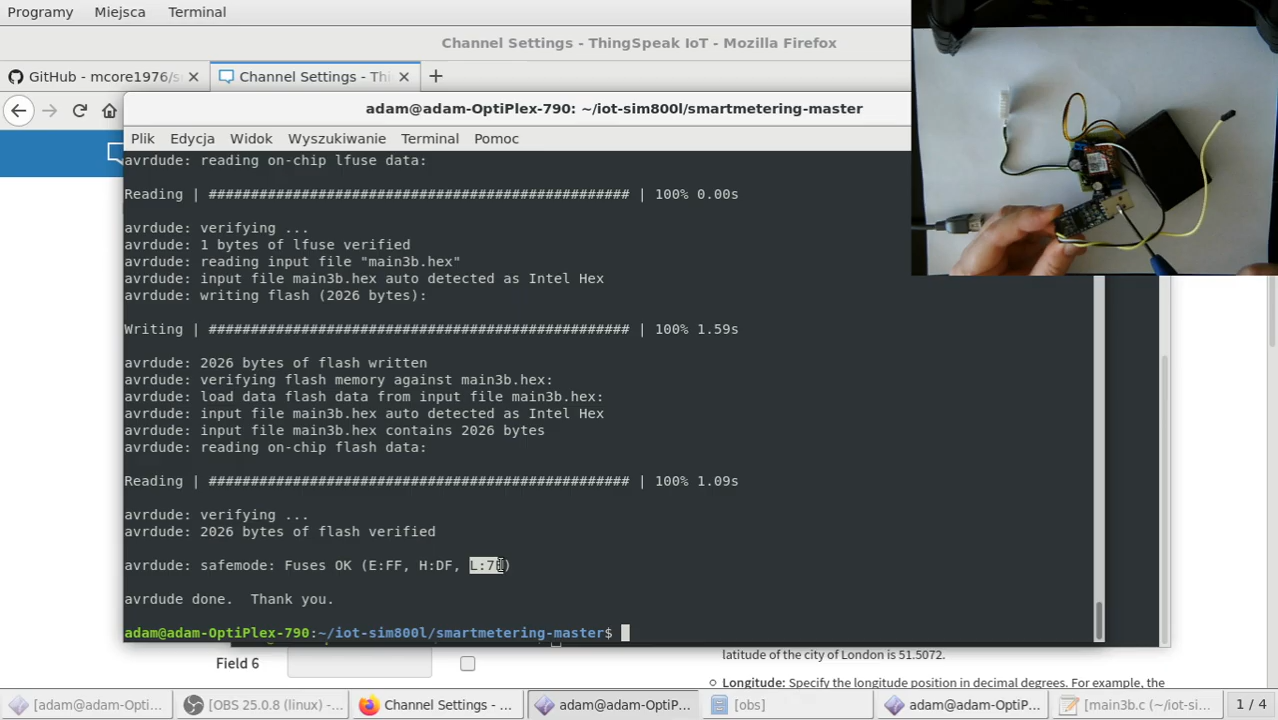 Programy Miejsca Terminal
Channel Settings - ThingSpeak IoT - Mozilla Firefox
GitHub - mcore1976/s
Channel Settings - Thi
adam@adam-OptiPlex-790: ~/iot-sim800l/smartmetering-master
Plik Edycja Widok Wyszukiwanie Terminal Pomoc
avrdude: reading on-chip lfuse data:
Reading | ################################################## | 100% 0.00s
avrdude: verifying ...
avrdude: 1 bytes of lfuse verified
avrdude: reading input file "main3b.hex"
avrdude: input file main3b.hex auto detected as Intel Hex
avrdude: writing flash (2026 bytes):
Writing | ################################################## | 100% 1.59s
avrdude: 2026 bytes of flash written
avrdude: verifying flash memory against main3b.hex:
avrdude: load data flash data from input file main3b.hex:
avrdude: input file main3b.hex auto detected as Intel Hex
avrdude: input file main3b.hex contains 2026 bytes
avrdude: reading on-chip flash data:
Reading | ################################################## | 100% 1.09s
avrdude: verifying ...
avrdude: 2026 bytes of flash verified
avrdude: safemode: Fuses OK (E:FF, H:DF,
avrdude done. Thank you.
adam@adam-OptiPlex-790:~/iot-sim800l/smartmetering-master$
Field 6
latitude of the city of London is 51.5072.
Longitude: Specify the longitude position in decimal degrees. For example, the
[adam@adam-OptiPlex-790: ~/iot-si...
[OBS 25.0.8 (linux) -...
Channel Settings - ...
adam@adam-OptiP...
[obs]
adam@adam-OptiP...
[main3b.c (~/iot-si...
1 / 4